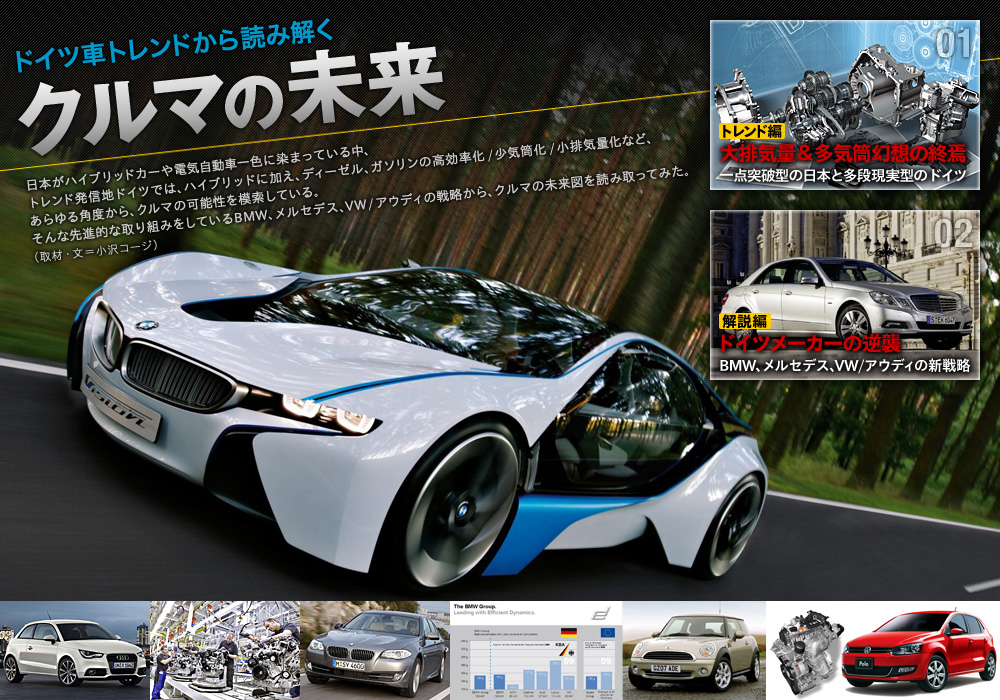 ドイツ車トレンドから読み解く
クルマの未来
日本がハイブリッドカーや電気自動車一色に染まっている中、
トレンド発信地ドイツでは、ハイブリッドに加え、ディーゼル、ガソリンの高効率化/少気筒化/小排気量化など、
あらゆる角度から、クルマの可能性を模索している。
そんな先進的な取り組みをしているBMW、メルセデス、VW/アウディの戦略から、クルマの未来図を読み取ってみた。
(取材・文=小沢コージ)
01
トレンド編
大排気量&多気筒幻想の終焉
一点突破型の日本と多段現実型のドイツ
02
解説編
ドイツメーカーの逆襲
BMW、メルセデス、VW/アウディの新戦略
The BMW Group.
Leading with Efficient Dynamics.
KBA
09
09
M·SY 4600
GZ07 AOE
Polo